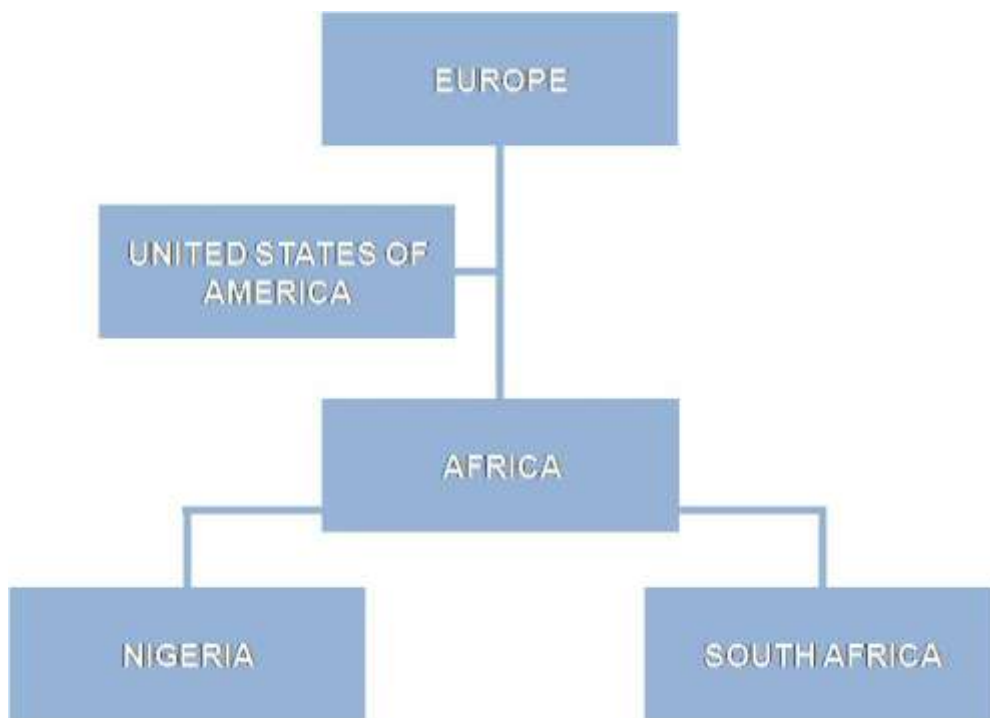 EUROPE
UNITED STATES OF
AMERICA
AFRICA
NIGERIA
SOUTH AFRICA